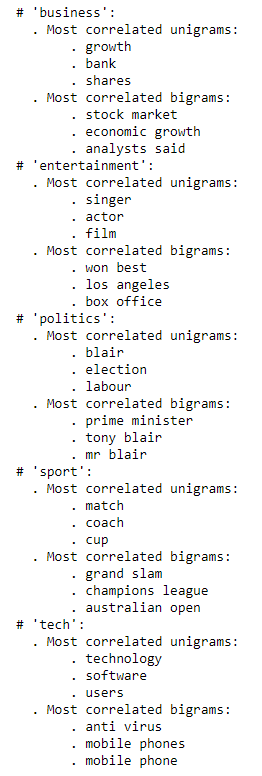 # 'business':
. Most correlated unigrams:
. growth
. bank
. shares
. Most correlated bigrams:
. stock market
. economic growth
. analysts said
# 'entertainment':
. Most correlated unigrams:
. singer
. actor
. film
. Most correlated bigrams:
. won best
. los angeles
. box office
# 'politics':
. Most correlated unigrams:
. blair
. election
. labour
. Most correlated bigrams:
. prime minister
. tony blair
. mr blair
# 'sport':
. Most correlated unigrams:
. match
. coach
. cup
. Most correlated bigrams:
. grand slam
. champions league
. australian open
# 'tech':
. Most correlated unigrams:
. technology
. software
. users
. Most correlated bigrams:
. anti virus
. mobile phones
. mobile phone